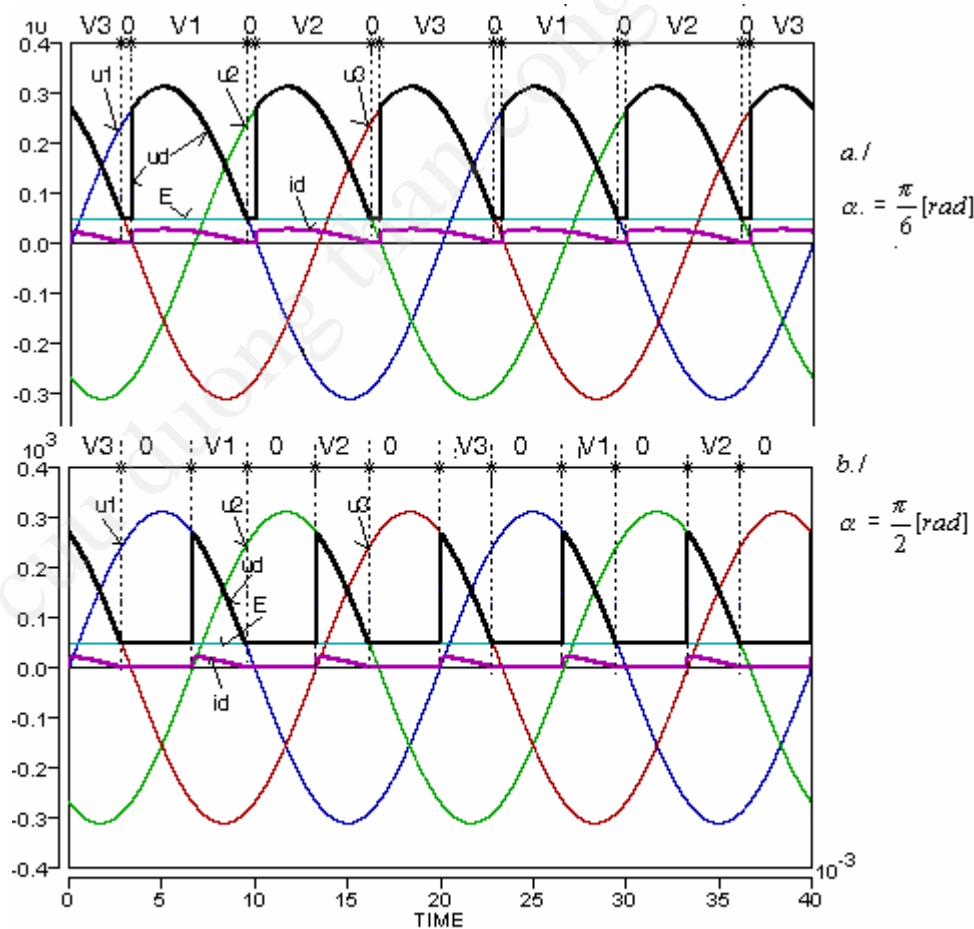 V3 0 V1 0 V2 0 V3 0 V1 0 V2 0 V3
0.4
0.3
0.2
0.1
0.0
-0.1
-0.2
-0.3
u1
u2
u3
ud
E
id
a./
α. = π/6 [rad]
10³
V3 0 V1 0 V2 0 V3 0 V1 0 V2 0
0.4
0.3
0.2
0.1
0.0
-0.1
-0.2
-0.3
-0.4
u1
u2
u3
ud
E
id
b./
α = π/2 [rad]
10⁻³
0 5 10 15 20 25 30 35 40
TIME
cuu duong than cong